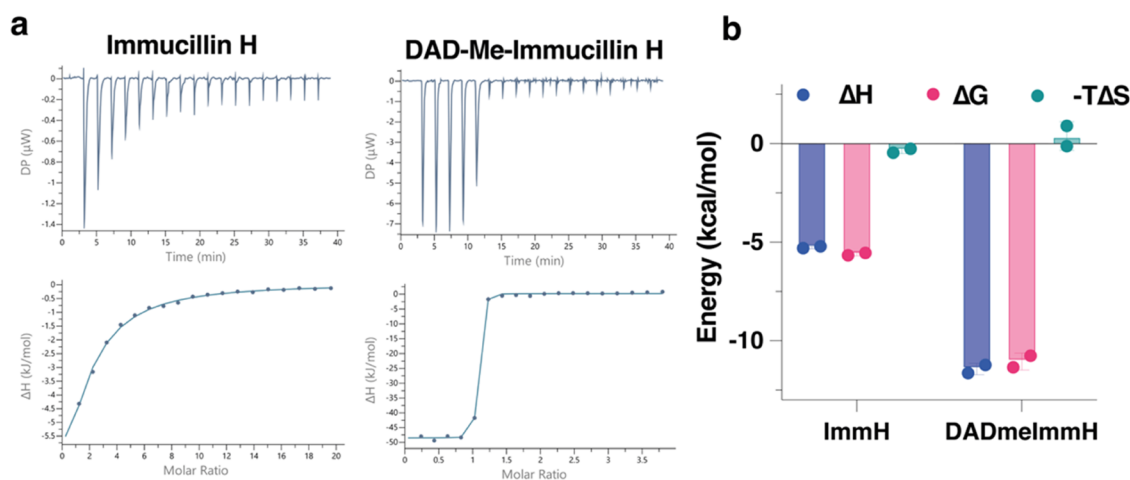 a
Immucillin H
DP (µW)
0
-0.2
-0.4
-0.6
-0.8
-1
-1.2
-1.4
0 5 10 15 20 25 30 35 40
Time (min)
ΔH (kJ/mol)
0
-0.5
-1
-1.5
-2
-2.5
-3
-3.5
-4
-4.5
-5
-5.5
0 2 4 6 8 10 12 14 16 18 20
Molar Ratio
DAD-Me-Immucillin H
DP (µW)
0
-1
-2
-3
-4
-5
-6
-7
0 5 10 15 20 25 30 35 40
Time (min)
ΔH (kJ/mol)
0
-5
-10
-15
-20
-25
-30
-35
-40
-45
-50
0 0.5 1 1.5 2 2.5 3 3.5
Molar Ratio
b
ΔH ΔG -TΔS
Energy (kcal/mol)
0
-5
-10
ImmH DADmeImmH